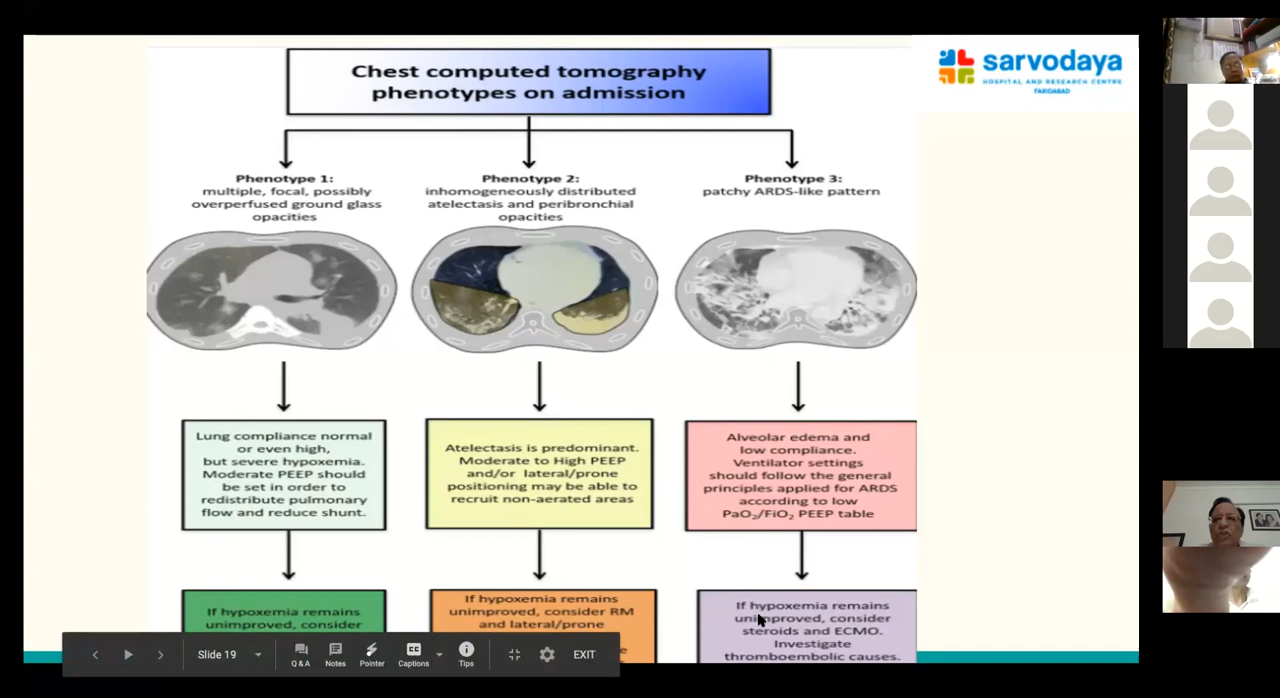 Chest computed tomography
phenotypes on admission
sarvodaya
HOSPITAL AND RESEARCH CENTRE
FARIDABAD
Phenotype 1:
multiple, focal, possibly
overperfused ground glass
opacities
Phenotype 2:
inhomogeneously distributed
atelectasis and peribronchial
opacities
Phenotype 3:
patchy ARDS-like pattern
Lung compliance normal
or even high,
but severe hypoxemia.
Moderate PEEP should
be set in order to
redistribute pulmonary
flow and reduce shunt.
Atelectasis is predominant.
Moderate to High PEEP
and/or lateral/prone
positioning may be able to
recruit non-aerated areas
Alveolar edema and
low compliance.
Ventilator settings
should follow the general
principles applied for ARDS
according to low
PaO₂/FiO₂ PEEP table
If hypoxemia remains
unimproved, consider
If hypoxemia remains
unimproved, consider RM
and lateral/prone
If hypoxemia remains
unimproved, consider
steroids and ECMO.
Investigate
thromboembolic causes.
Slide 19
Q & A
Notes
Pointer
CC
Captions
Tips
EXIT